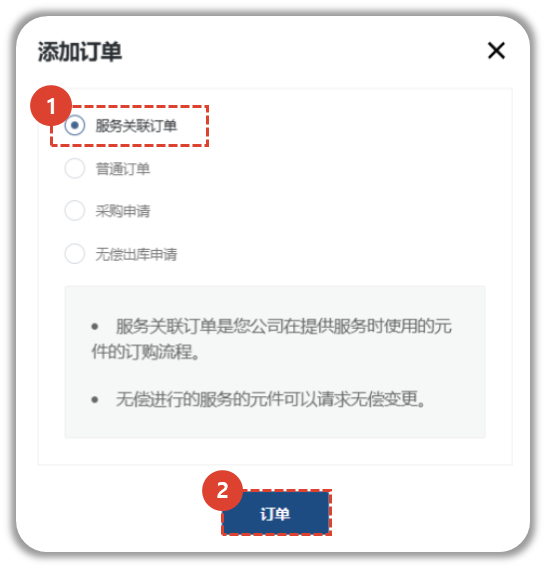 添加订单
1
服务关联订单
普通订单
采购申请
无偿出库申请
• 服务关联订单是您公司在提供服务时使用的元
件的订购流程。
• 无偿进行的服务的元件可以请求无偿变更。
2
订单